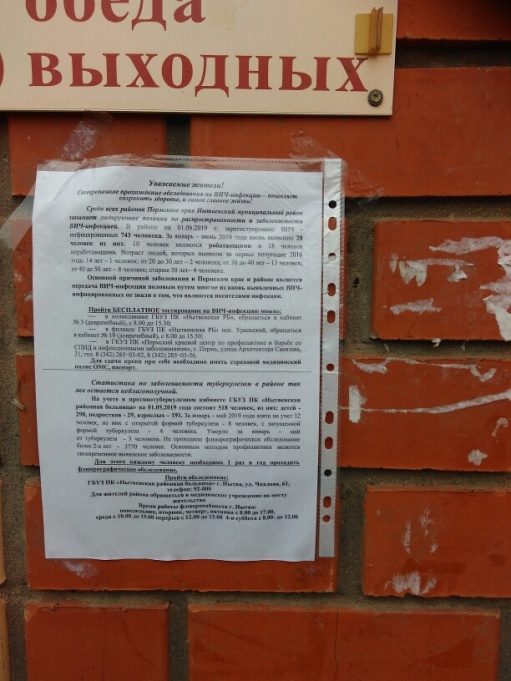 обеда
) выходных
Уважаемые жители!
Своевременное прохождение обследования на ВИЧ-инфекцию – позволит
сохранить здоровье, и самое главное жизнь!
Среди всех районов Пермского края Нытвенский муниципальный район
занимает лидирующие позиции по распространенности и заболеваемости
ВИЧ-инфекцией. В районе на 01.06.2019 г. зарегистрировано ВИЧ -
инфицированных 743 человека. За январь - июнь 2019 года вновь выявлено 28
человек из них: 10 человек являются работающими и 18 человек
неработающими. Возраст людей, которых выявили за первое полугодие 2019
года: 14 лет – 1 человек; от 20 до 30 лет – 2 человека; от 30 до 40 лет – 13 человек;
от 40 до 50 лет – 8 человек; старше 50 лет – 4 человека.
Основной причиной заболевания в Пермском крае и районе является
передача ВИЧ-инфекции половым путем многие из вновь выявленных ВИЧ-
инфицированных не знали о том, что являются носителями инфекции.
Пройти БЕСПЛАТНОЕ тестирование на ВИЧ-инфекцию можно:
— в поликлинике ГБУЗ ПК «Нытвенская РБ», обращаться в кабинет
№ 3 (доврачебный), с 8.00 до 15.30;
— в филиале ГБУЗ ПК «Нытвенская РБ» пос. Уральский, обращаться
в кабинет № 19 (доврачебный), с 8.00 до 15.30;
— в ГКУЗ ПК «Пермский краевой центр по профилактике и борьбе со
СПИД и инфекционными заболеваниями», г. Пермь, улица Архитектора Свиязева,
21, тел. 8 (342) 285-03-02, 8 (342) 285-03-56.
Для сдачи крови при себе необходимо иметь страховой медицинский
полис ОМС, паспорт.
Статистика по заболеваемости туберкулезом в районе так
же остается неблагополучной.
На учете в противотуберкулезном кабинете ГБУЗ ПК «Нытвенская
районная больница» на 01.05.2019 года состоит 518 человек, из них: детей -
298, подростков - 29, взрослых – 191. За январь - май 2019 года взято на учет 12
человек, из них с открытой формой туберкулеза - 8 человек, с запущенной
формой туберкулеза - 4 человека. Умерло за январь - май
от туберкулеза - 3 человека. Не проходило флюорографическое обследование
более 2-х лет - 3770 человек. Основным методом профилактики является
своевременное выявление заболеваемости.
Для этого каждому человеку необходимо 1 раз в год проходить
флюорографическое обследование.
Пройти обследование:
ГБУЗ ПК «Нытвенская районная больница» г. Нытва, ул. Чкалова, 61,
телефон: 92-000
Для жителей района обращаться в медицинское учреждение по месту
жительства
Время работы флюорокабинета г. Нытва:
понедельник, вторник, четверг, пятница с 8.00 до 17.00,
среда с 10.00 до 19.00 перерыв с 12.00 до 13.00 4-я суббота с 8.00- до 12.00